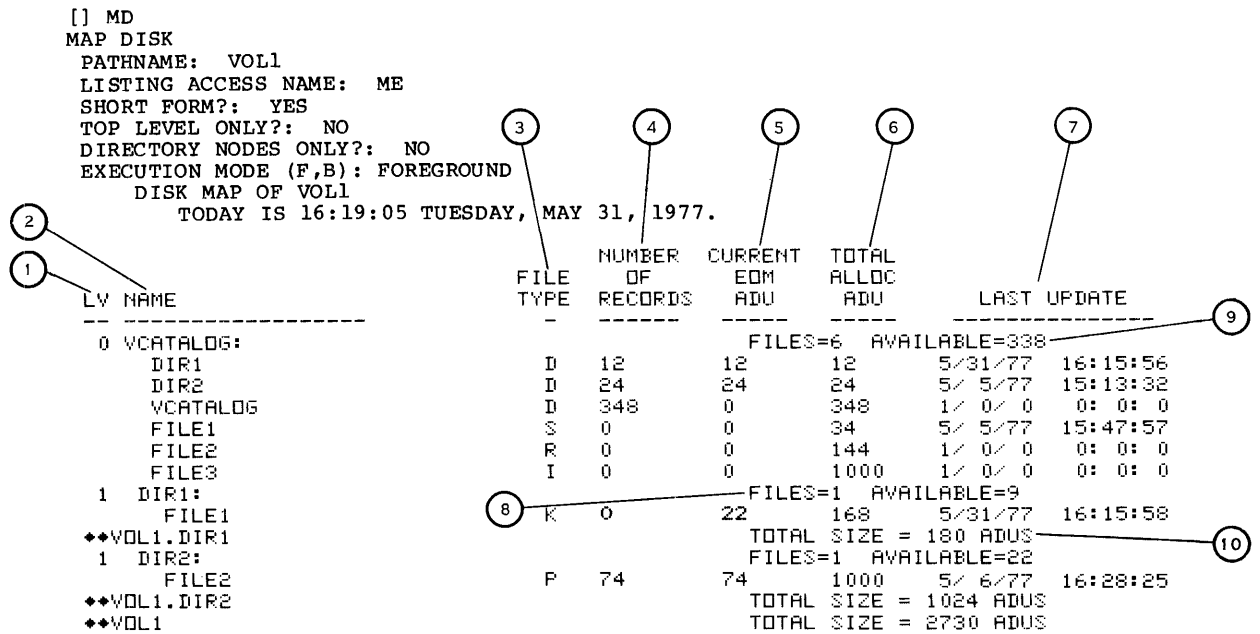 [] MD
MAP DISK
PATHNAME: VOL1
LISTING ACCESS NAME: ME
SHORT FORM?: YES
TOP LEVEL ONLY?: NO
DIRECTORY NODES ONLY?: NO
EXECUTION MODE (F,B): FOREGROUND
DISK MAP OF VOL1
TODAY IS 16:19:05 TUESDAY, MAY 31, 1977.
3 4 5 6 7
2
1
NUMBER CURRENT TOTAL
FILE OF EOM ALLOC
LV NAME TYPE RECORDS ADU ADU LAST UPDATE
-- ------------------ - ------ ----- ----- ---------------
9
0 VCATALOG: FILES=6 AVAILABLE=338
DIR1 D 12 12 12 5/31/77 16:15:56
DIR2 D 24 24 24 5/ 5/77 15:13:32
VCATALOG D 348 0 348 1/ 0/ 0 0: 0: 0
FILE1 S 0 0 34 5/ 5/77 15:47:57
FILE2 R 0 0 144 1/ 0/ 0 0: 0: 0
FILE3 I 0 0 1000 1/ 0/ 0 0: 0: 0
1 DIR1: 8 FILES=1 AVAILABLE=9
FILE1 K 0 22 168 5/31/77 16:15:58
**VOL1.DIR1 TOTAL SIZE = 180 ADUS 10
1 DIR2: FILES=1 AVAILABLE=22
FILE2 P 74 74 1000 5/ 6/77 16:28:25
**VOL1.DIR2 TOTAL SIZE = 1024 ADUS
**VOL1 TOTAL SIZE = 2730 ADUS